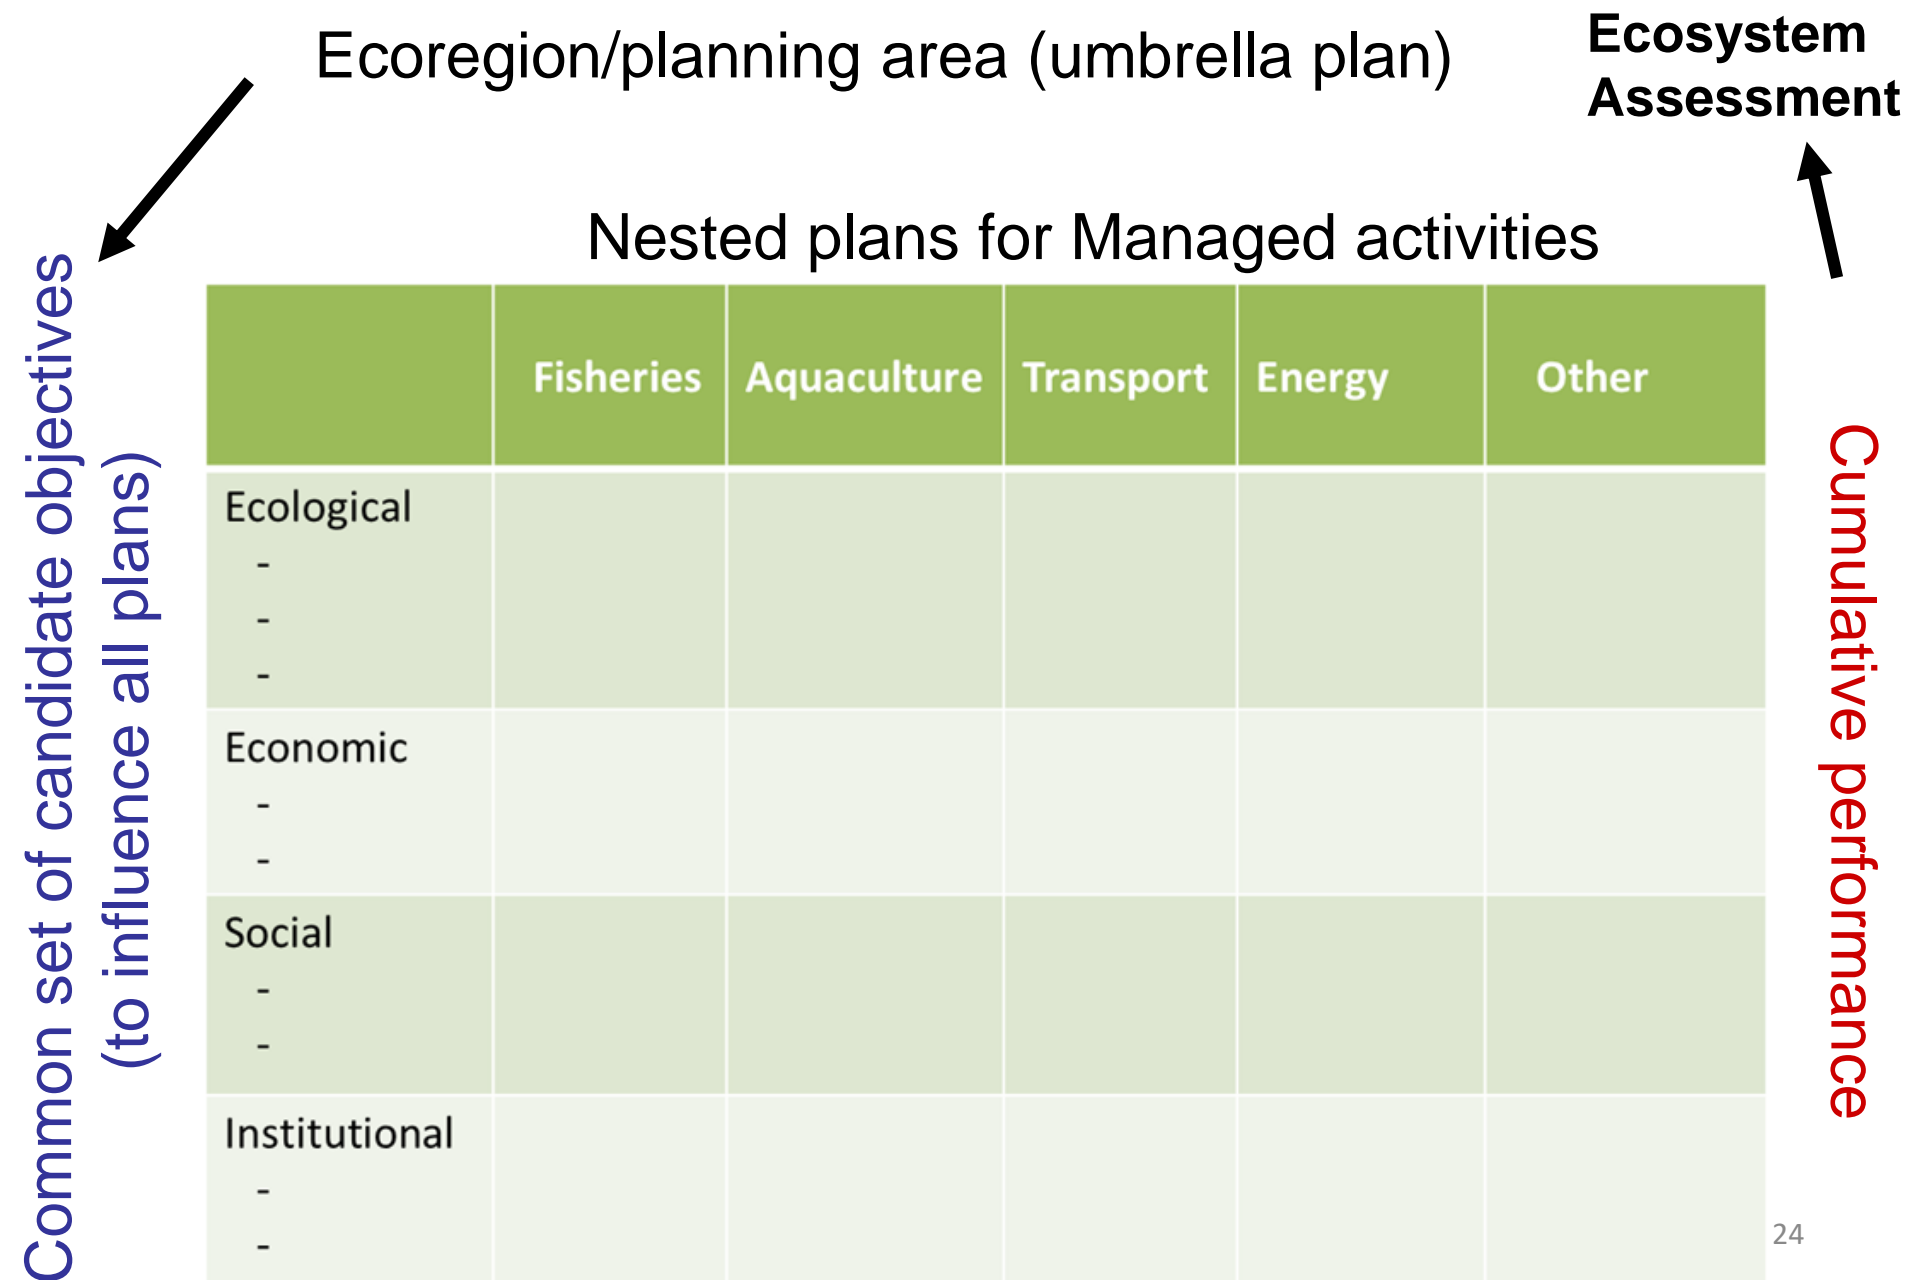 Ecoregion/planning area (umbrella plan)
Ecosystem
Assessment
Nested plans for Managed activities
Common set of candidate objectives
(to influence all plans)
Fisheries Aquaculture Transport Energy Other
Ecological
-
-
-
Economic
-
-
Social
-
-
Institutional
-
-
Cumulative performance
24